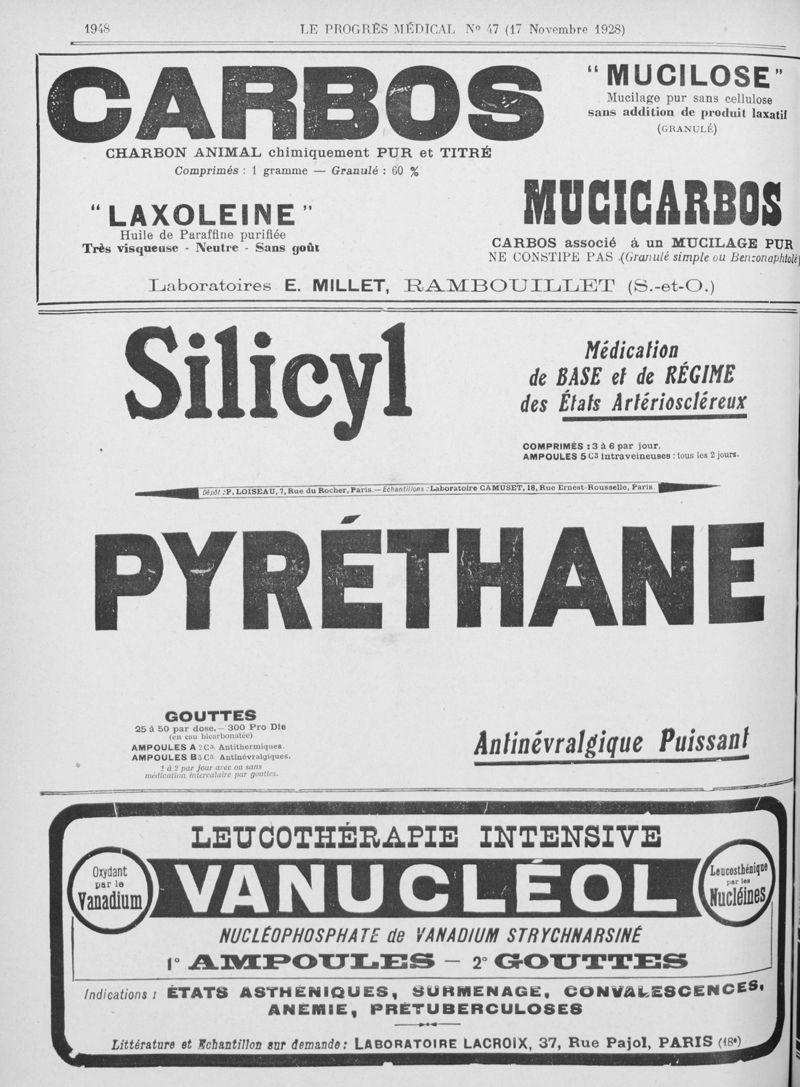 1948
LE PROGRÈS MÉDICAL N° 47 (17 Novembre 1928)
CARBOS
CHARBON ANIMAL chimiquement PUR et TITRÉ
Comprimés : 1 gramme — Granulé : 60 %
"MUCILOSE"
Mucilage pur sans cellulose
sans addition de produit laxatif
(GRANULÉ)
"LAXOLEINE"
Huile de Paraffine purifiée
Très visqueuse - Neutre - Sans goût
MUCICARBOS
CARBOS associé à un MUCILAGE PUR
NE CONSTIPE PAS (Granulé simple ou Benzonaphtolé)
Laboratoires E. MILLET, RAMBOUILLET (S.-et-O.)
Silicyl
Médication
de BASE et de RÉGIME
des États Artérioscléreux
COMPRIMÉS : 3 à 6 par jour.
AMPOULES 5 C3 intraveineuses : tous les 2 jours.
Dépôt : P. LOISEAU, 7, Rue du Rocher, Paris. — Échantillons : Laboratoire CAMUSET, 18, Rue Ernest-Rousselle, Paris.
PYRÉTHANE
GOUTTES
25 à 50 par dose. — 300 Pro Die
(en eau bicarbonatée)
AMPOULES A 2 C3. Antithermiques.
AMPOULES B 5 C3. Antinévralgiques.
1 à 2 par jour avec ou sans
médication intercalaire par gouttes.
Antinévralgique Puissant
LEUCOTHÉRAPIE INTENSIVE
Oxydant
par le
Vanadium
VANUCLÉOL
Leucosthénique
par les
Nucléines
NUCLÉOPHOSPHATE de VANADIUM STRYCHNARSINÉ
1° AMPOULES — 2° GOUTTES
Indications : ÉTATS ASTHÉNIQUES, SURMENAGE, CONVALESCENCES,
ANÉMIE, PRÉTUBERCULOSES
Littérature et Echantillon sur demande : LABORATOIRE LACROIX, 37, Rue Pajol, PARIS (18e)